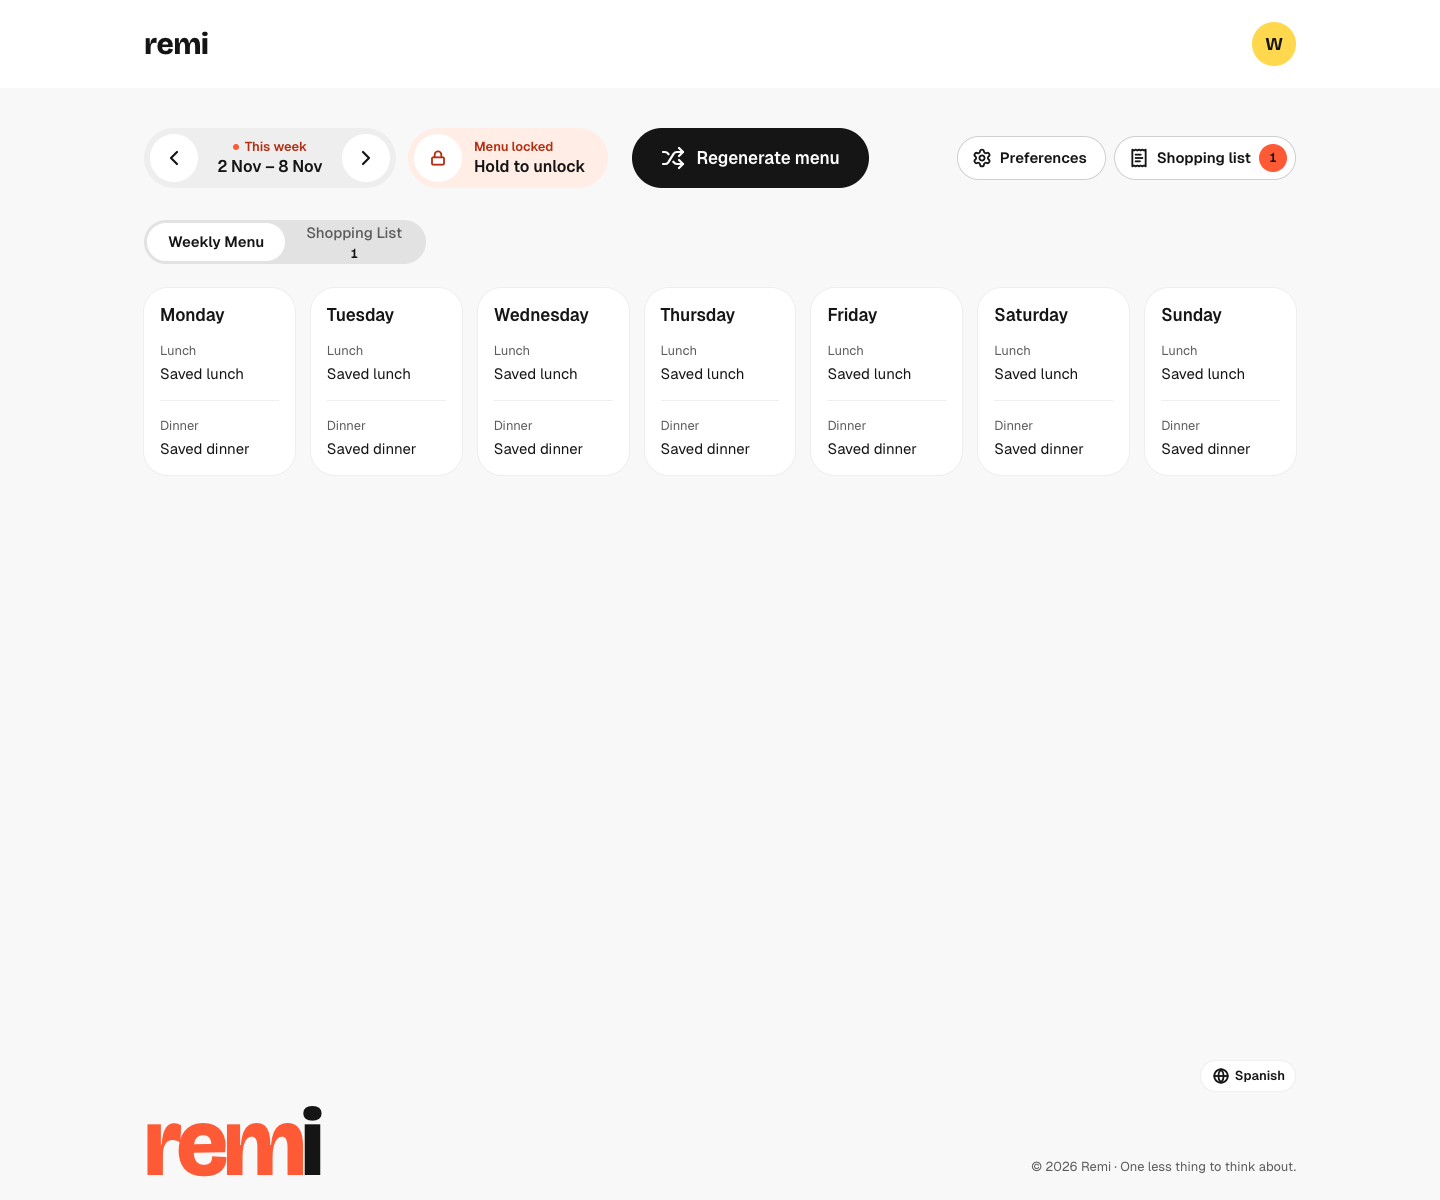 remi
W
This week
2 Nov – 8 Nov
Menu locked
Hold to unlock
Regenerate menu
Preferences
Shopping list
1
Weekly Menu
Shopping List
1
Monday
Lunch
Saved lunch
Dinner
Saved dinner
Tuesday
Lunch
Saved lunch
Dinner
Saved dinner
Wednesday
Lunch
Saved lunch
Dinner
Saved dinner
Thursday
Lunch
Saved lunch
Dinner
Saved dinner
Friday
Lunch
Saved lunch
Dinner
Saved dinner
Saturday
Lunch
Saved lunch
Dinner
Saved dinner
Sunday
Lunch
Saved lunch
Dinner
Saved dinner
Spanish
remi
© 2026 Remi · One less thing to think about.